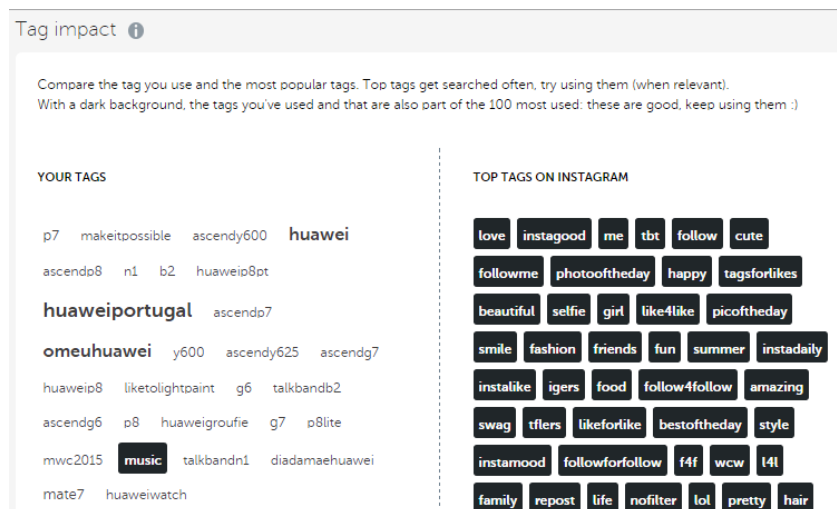 Tag impact
Compare the tag you use and the most popular tags. Top tags get searched often, try using them (when relevant).
With a dark background, the tags you've used and that are also part of the 100 most used: these are good, keep using them :)
YOUR TAGS
p7 makeitpossible ascendy600 huawei
ascendp8 n1 b2 huaweip8pt
huaweiportugal ascendp7
omeuhuawei y600 ascendy625 ascendg7
huaweip8 liketolightpaint g6 talkbandb2
ascendg6 p8 huaweigroufie g7 p8lite
mwc2015 music talkbandn1 diadamaehuawei
mate7 huaweiwatch
TOP TAGS ON INSTAGRAM
love instagood me tbt follow cute
followme photooftheday happy tagsforlikes
beautiful selfie girl like4like picoftheday
smile fashion friends fun summer instadaily
instalike igers food follow4follow amazing
swag tflers likeforlike bestoftheday style
instamood followforfollow f4f wcw l4l
family repost life nofilter lol pretty hair